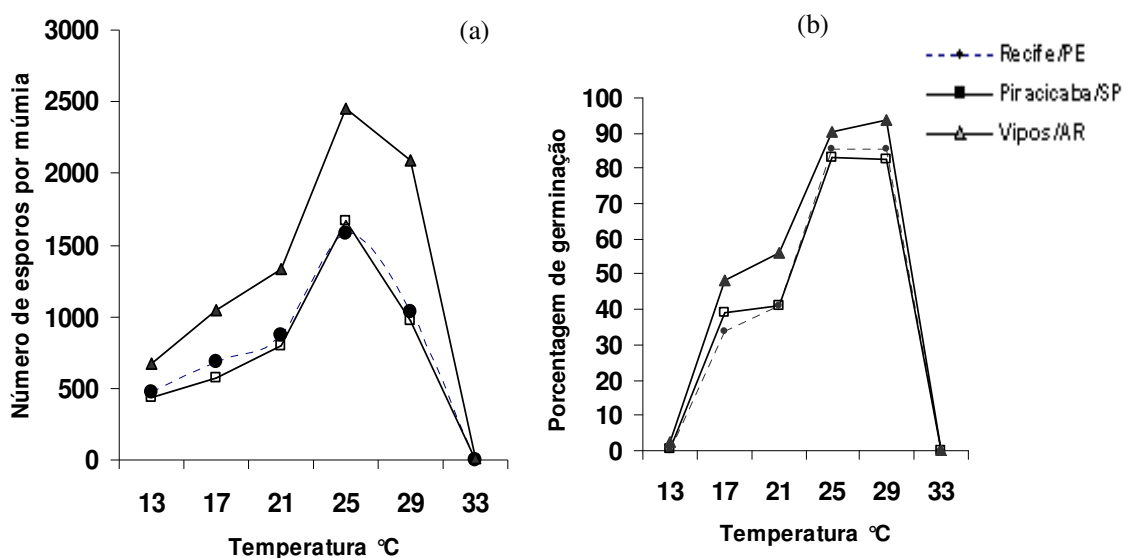 (a)
Número de esporos por múmia
3000
2500
2000
1500
1000
500
0
13 17 21 25 29 33
Temperatura °C
(b)
Porcentagem de germinação
100
90
80
70
60
50
40
30
20
10
0
13 17 21 25 29 33
Temperatura °C
Recife/PE
Piracicaba/SP
Vipos/AR